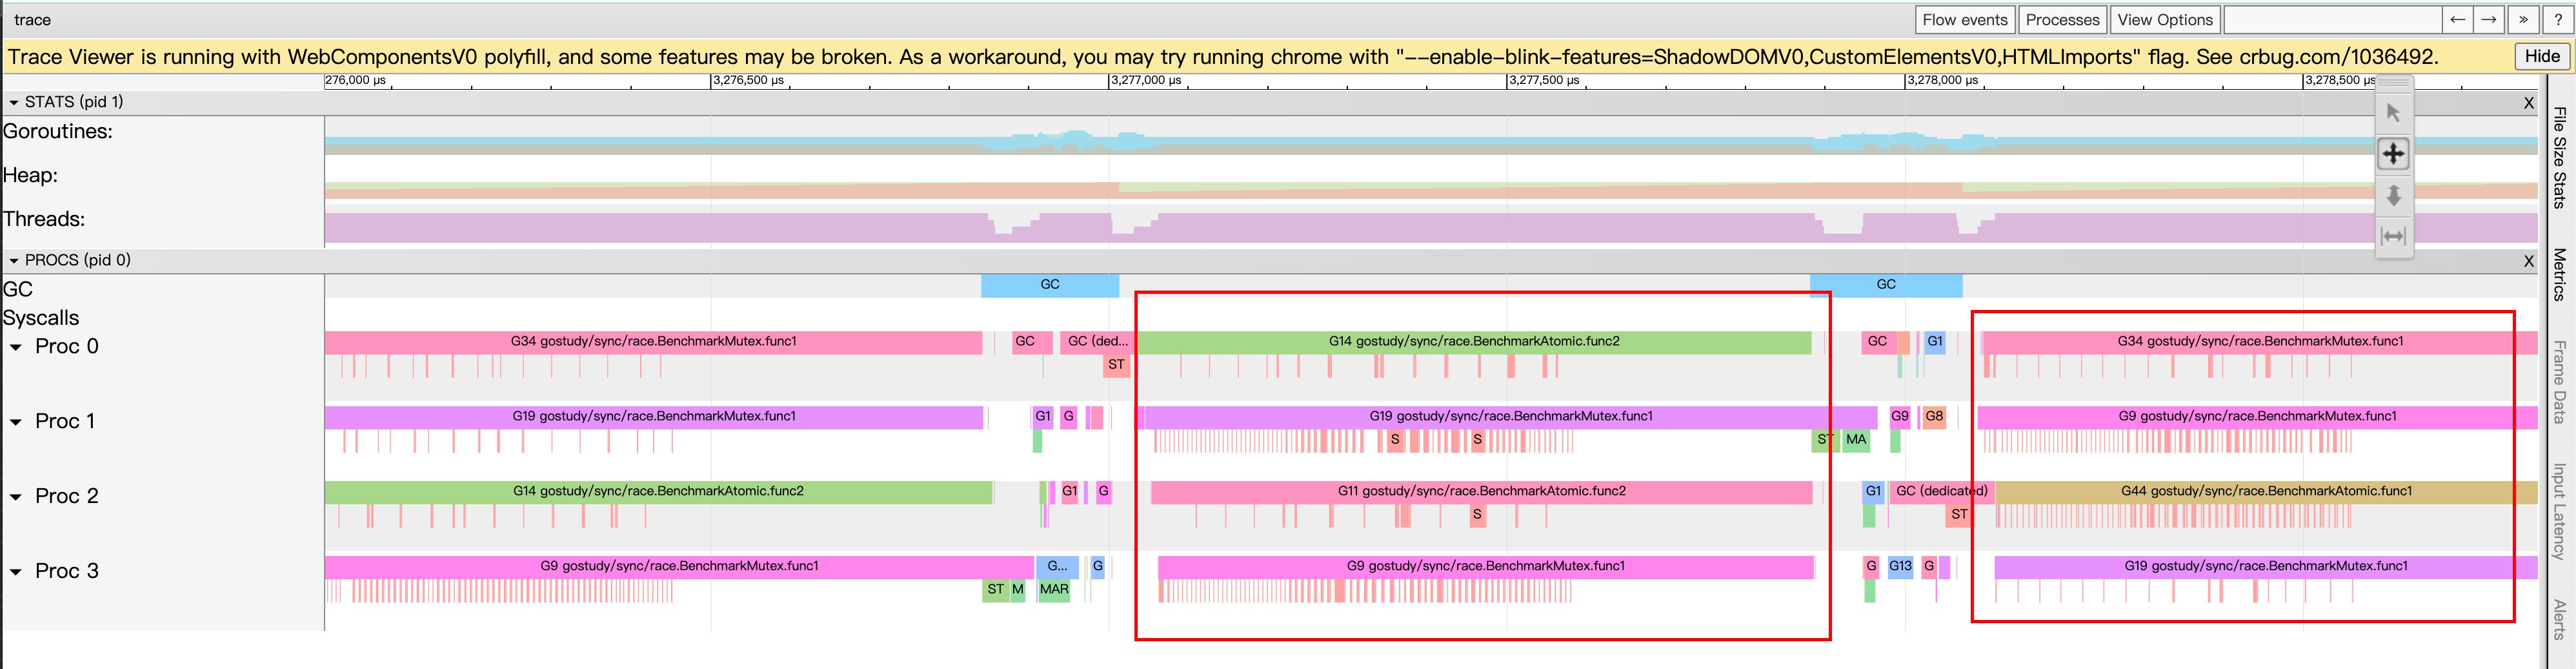 trace
Flow events Processes View Options ← → » ?
Trace Viewer is running with WebComponentsV0 polyfill, and some features may be broken. As a workaround, you may try running chrome with "--enable-blink-features=ShadowDOMV0,CustomElementsV0,HTMLImports" flag. See crbug.com/1036492. Hide
276,000 µs 3,276,500 µs 3,277,000 µs 3,277,500 µs 3,278,000 µs 3,278,500 µs
STATS (pid 1) X
Goroutines:
Heap:
Threads:
PROCS (pid 0) X
GC GC GC
Syscalls
Proc 0 G34 gostudy/sync/race.BenchmarkMutex.func1 GC GC (ded... G14 gostudy/sync/race.BenchmarkAtomic.func2 GC G1 G34 gostudy/sync/race.BenchmarkMutex.func1
ST
Proc 1 G19 gostudy/sync/race.BenchmarkMutex.func1 G1 G G19 gostudy/sync/race.BenchmarkMutex.func1 G9 G8 G9 gostudy/sync/race.BenchmarkMutex.func1
S S ST MA
Proc 2 G14 gostudy/sync/race.BenchmarkAtomic.func2 G1 G G11 gostudy/sync/race.BenchmarkAtomic.func2 G1 GC (dedicated) G44 gostudy/sync/race.BenchmarkAtomic.func1
S ST
Proc 3 G9 gostudy/sync/race.BenchmarkMutex.func1 G... G G9 gostudy/sync/race.BenchmarkMutex.func1 G G13 G G19 gostudy/sync/race.BenchmarkMutex.func1
ST M MAR
File Size Stats
Metrics
Frame Data
Input Latency
Alerts